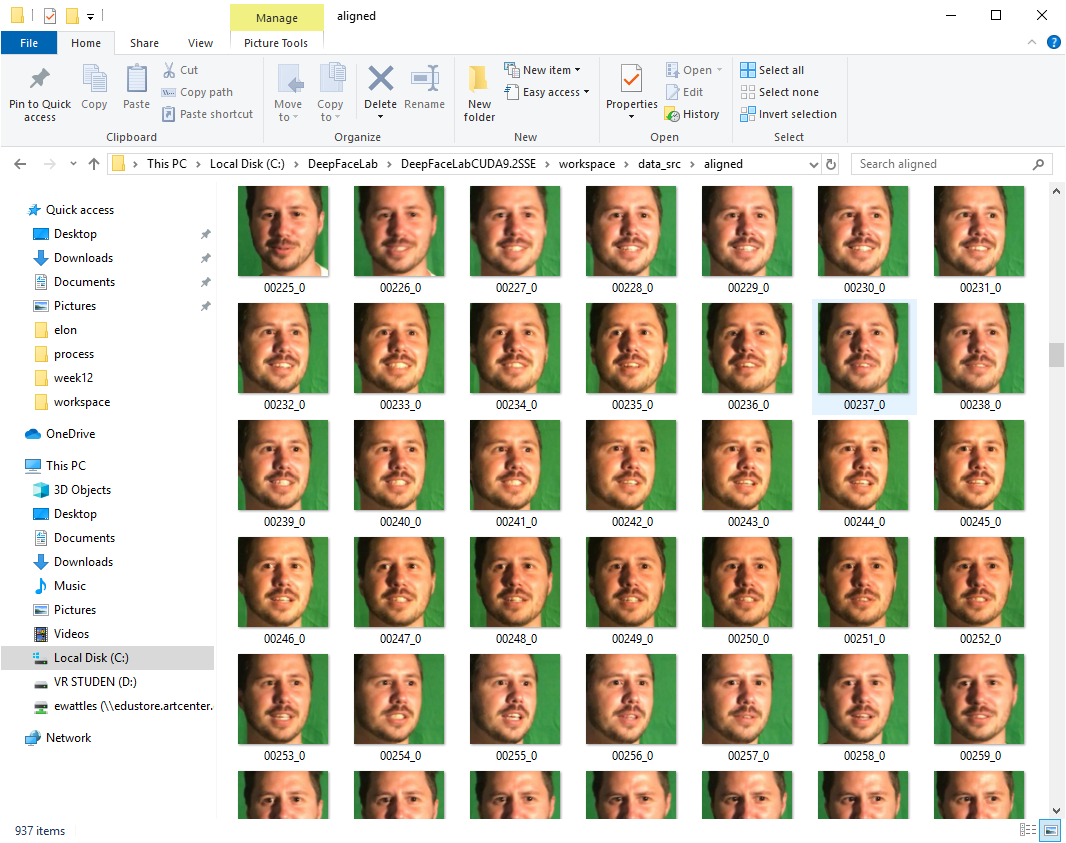 Manage
aligned
File
Home
Share
View
Picture Tools
Pin to Quick access
Copy
Paste
Cut
Copy path
Paste shortcut
Clipboard
Move to
Copy to
Delete
Rename
Organize
New folder
New item
Easy access
New
Properties
Open
Edit
History
Open
Select all
Select none
Invert selection
Select
This PC > Local Disk (C:) > DeepFaceLab > DeepFaceLabCUDA9.2SSE > workspace > data_src > aligned
Search aligned
Quick access
Desktop
Downloads
Documents
Pictures
elon
process
week12
workspace
OneDrive
This PC
3D Objects
Desktop
Documents
Downloads
Music
Pictures
Videos
Local Disk (C:)
VR STUDEN (D:)
ewattles (\\edustore.artcenter.
Network
00225_0 00226_0 00227_0 00228_0 00229_0 00230_0 00231_0
00232_0 00233_0 00234_0 00235_0 00236_0 00237_0 00238_0
00239_0 00240_0 00241_0 00242_0 00243_0 00244_0 00245_0
00246_0 00247_0 00248_0 00249_0 00250_0 00251_0 00252_0
00253_0 00254_0 00255_0 00256_0 00257_0 00258_0 00259_0
937 items